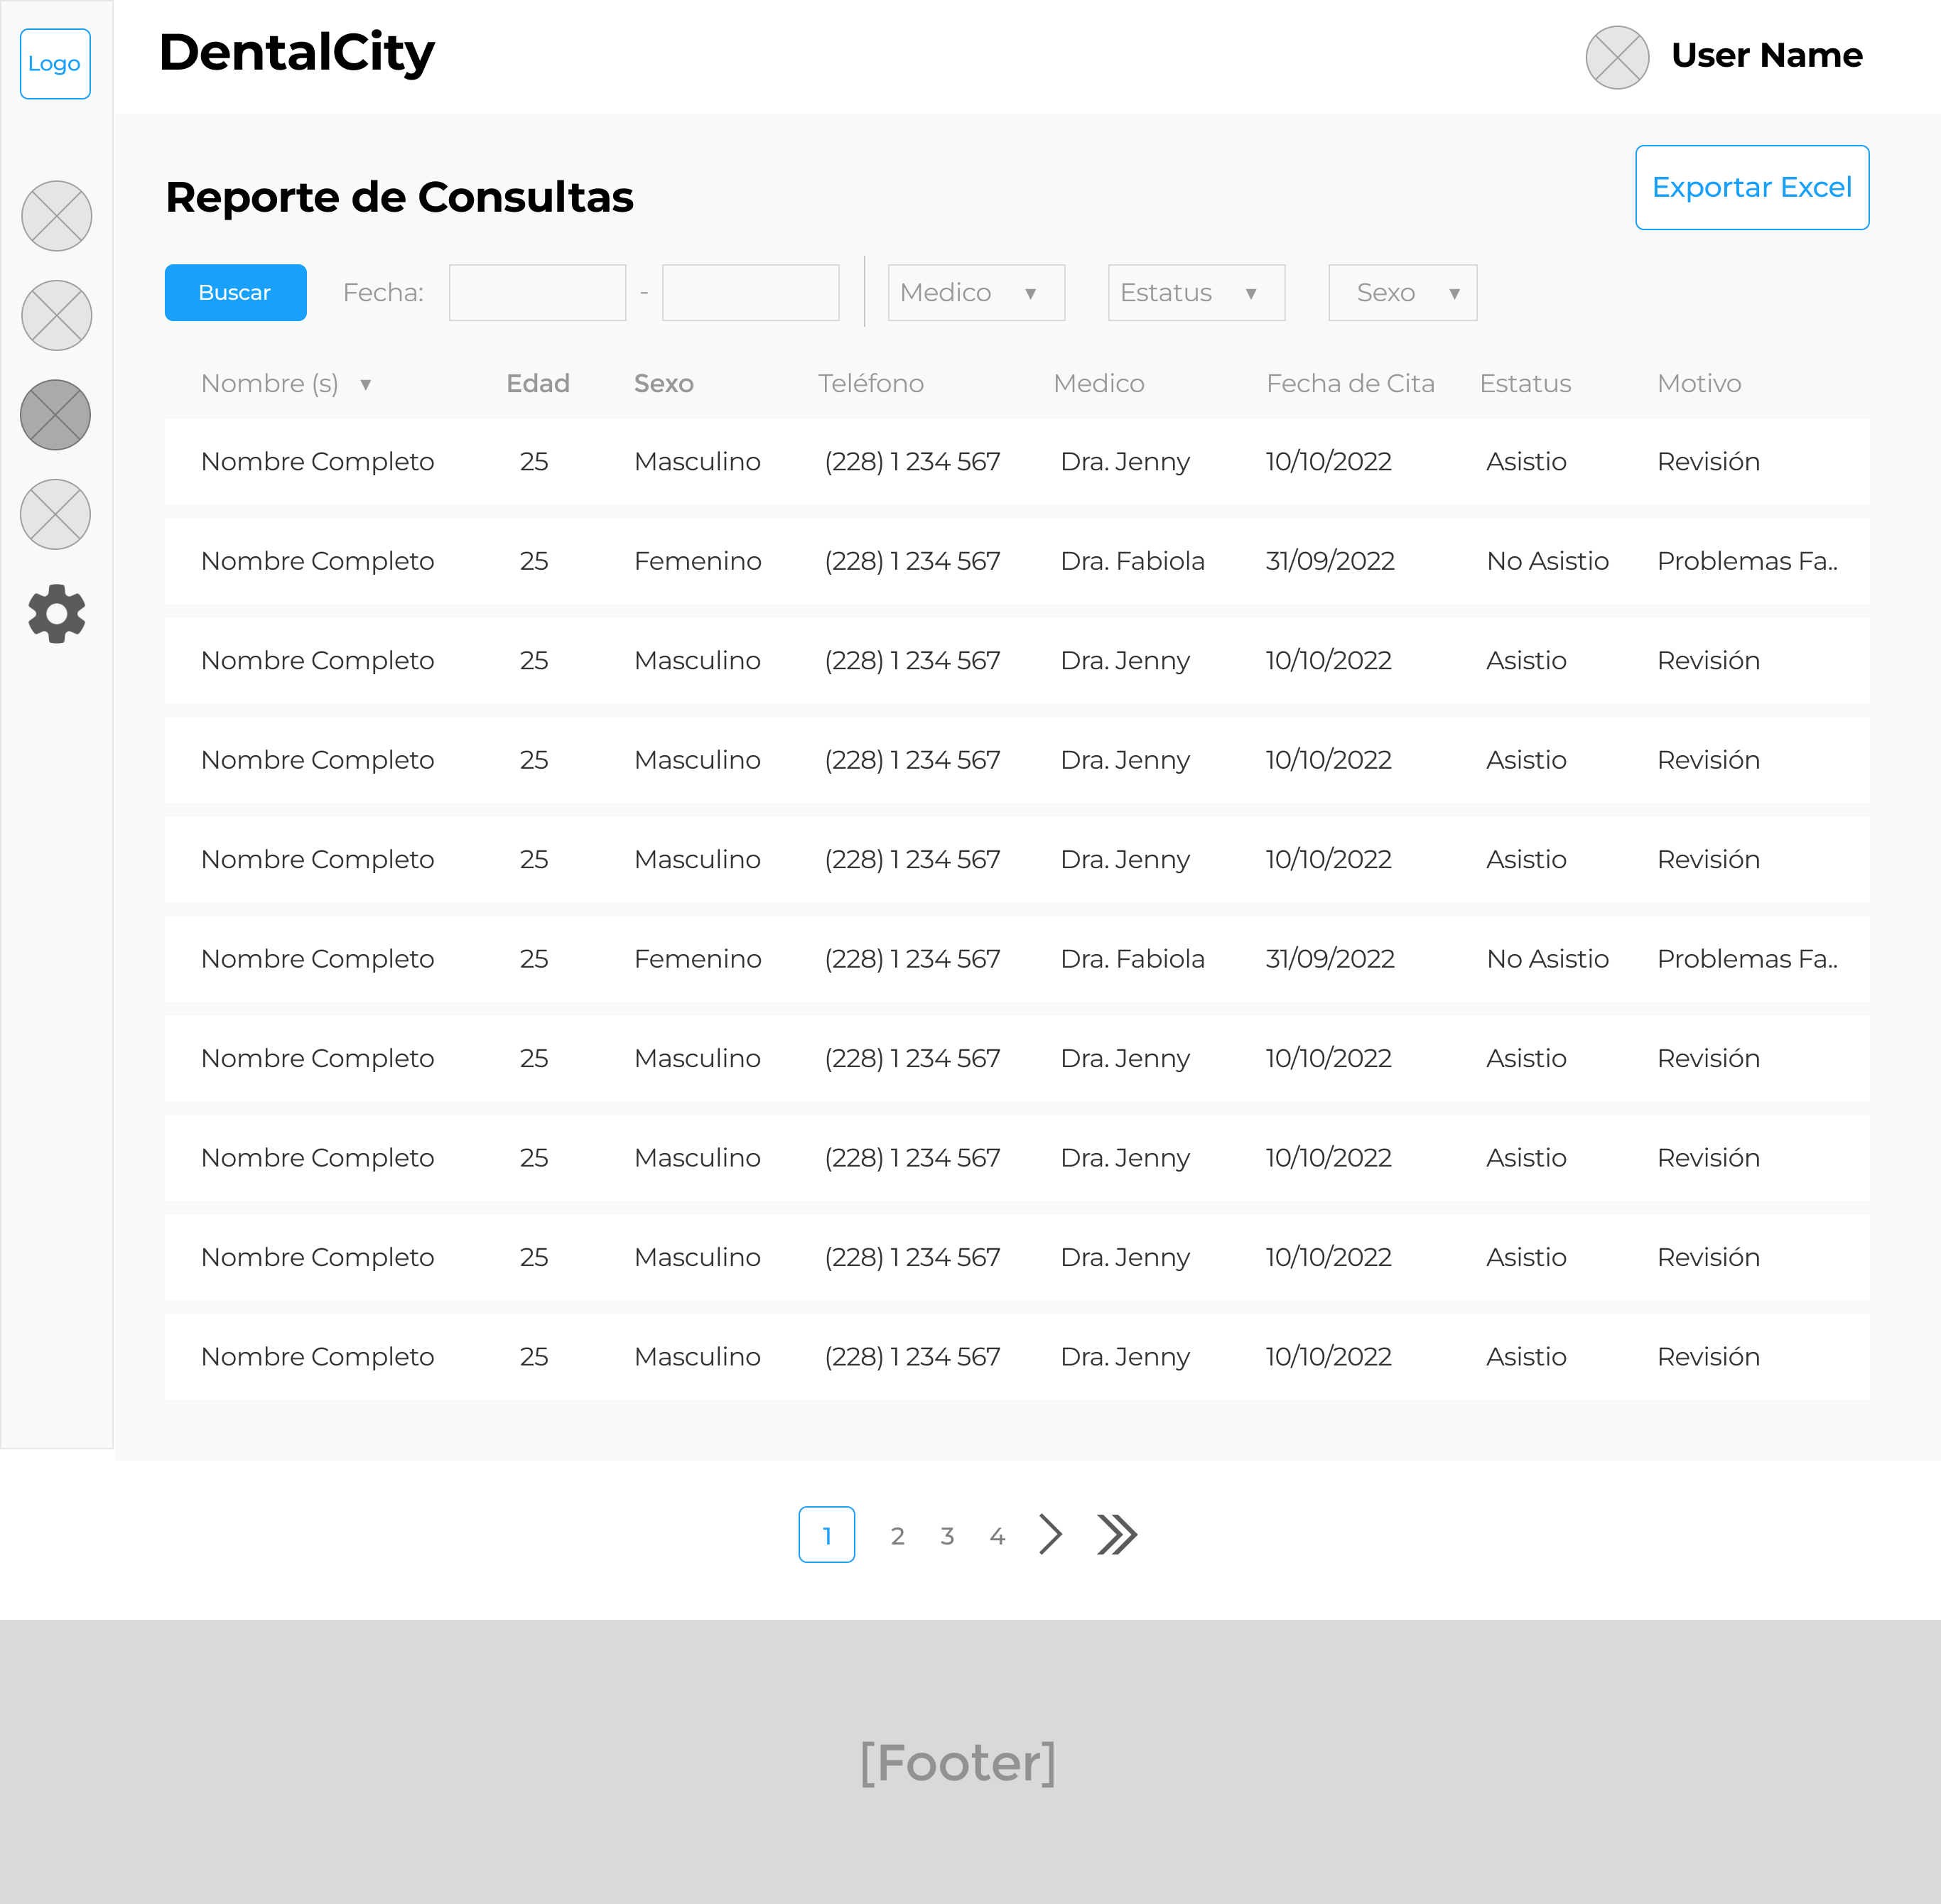 Logo
DentalCity
User Name
Reporte de Consultas
Exportar Excel
Buscar Fecha: - Medico ▼ Estatus ▼ Sexo ▼
Nombre (s) ▼ Edad Sexo Teléfono Medico Fecha de Cita Estatus Motivo
Nombre Completo 25 Masculino (228) 1 234 567 Dra. Jenny 10/10/2022 Asistio Revisión
Nombre Completo 25 Femenino (228) 1 234 567 Dra. Fabiola 31/09/2022 No Asistio Problemas Fa..
Nombre Completo 25 Masculino (228) 1 234 567 Dra. Jenny 10/10/2022 Asistio Revisión
Nombre Completo 25 Masculino (228) 1 234 567 Dra. Jenny 10/10/2022 Asistio Revisión
Nombre Completo 25 Masculino (228) 1 234 567 Dra. Jenny 10/10/2022 Asistio Revisión
Nombre Completo 25 Femenino (228) 1 234 567 Dra. Fabiola 31/09/2022 No Asistio Problemas Fa..
Nombre Completo 25 Masculino (228) 1 234 567 Dra. Jenny 10/10/2022 Asistio Revisión
Nombre Completo 25 Masculino (228) 1 234 567 Dra. Jenny 10/10/2022 Asistio Revisión
Nombre Completo 25 Masculino (228) 1 234 567 Dra. Jenny 10/10/2022 Asistio Revisión
Nombre Completo 25 Masculino (228) 1 234 567 Dra. Jenny 10/10/2022 Asistio Revisión
1 2 3 4
[Footer]